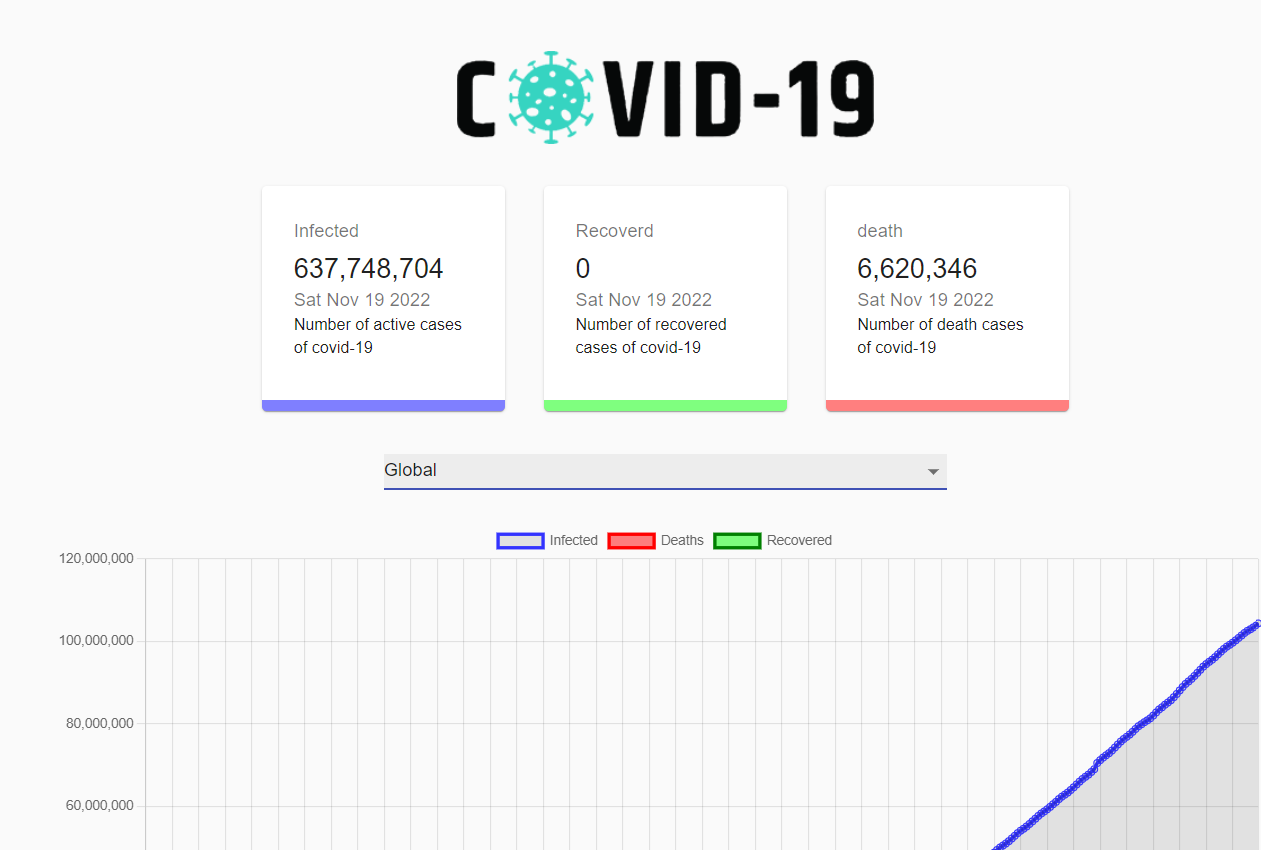 COVID-19
Infected
637,748,704
Sat Nov 19 2022
Number of active cases
of covid-19
Recoverd
0
Sat Nov 19 2022
Number of recovered
cases of covid-19
death
6,620,346
Sat Nov 19 2022
Number of death cases
of covid-19
Global
Infected Deaths Recovered
120,000,000
100,000,000
80,000,000
60,000,000